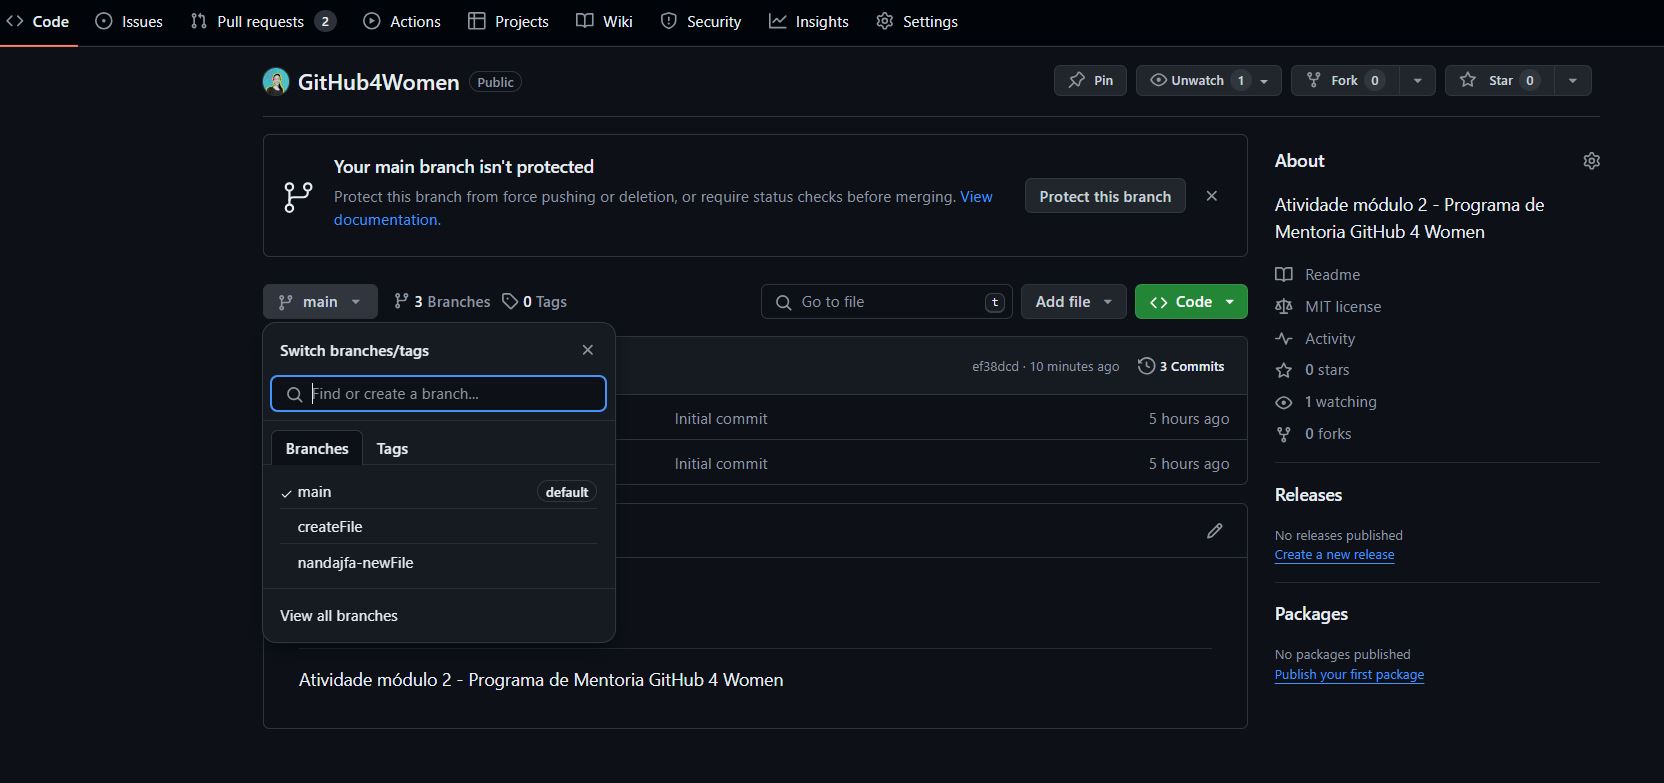 Code Issues Pull requests 2 Actions Projects Wiki Security Insights Settings
GitHub4Women Public
Pin Unwatch 1 Fork 0 Star 0
Your main branch isn't protected
Protect this branch from force pushing or deletion, or require status checks before merging. View
documentation.
Protect this branch
main 3 Branches 0 Tags
Go to file t Add file Code
Switch branches/tags
Find or create a branch...
Branches Tags
main default
createFile
nandajfa-newFile
View all branches
ef38dcd · 10 minutes ago 3 Commits
Initial commit 5 hours ago
Initial commit 5 hours ago
Atividade módulo 2 - Programa de Mentoria GitHub 4 Women
About
Atividade módulo 2 - Programa de
Mentoria GitHub 4 Women
Readme
MIT license
Activity
0 stars
1 watching
0 forks
Releases
No releases published
Create a new release
Packages
No packages published
Publish your first package